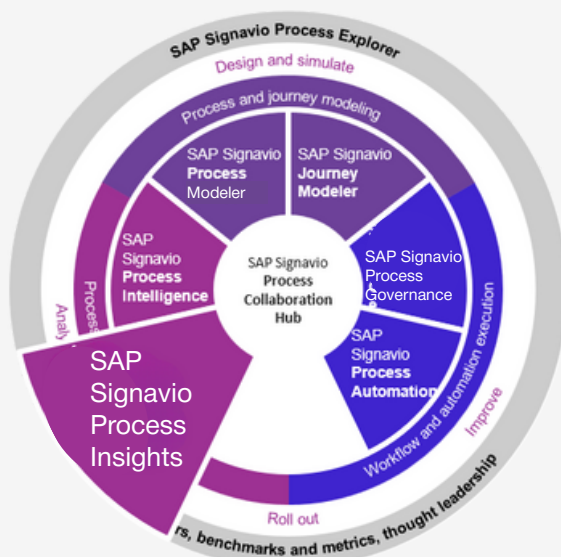 SAP Signavio Process Explorer
Design and simulate
Process and journey modeling
SAP Signavio
Process
Modeler
SAP Signavio
Journey
Modeler
SAP
Signavio
Process
Intelligence
SAP Signavio
Process
Collaboration
Hub
SAP Signavio
Process
Governance
SAP
Signavio
Process
Automation
Process
SAP
Signavio
Process
Insights
Workflow and automation execution
Improve
Roll out
benchmarks and metrics, thought leadership